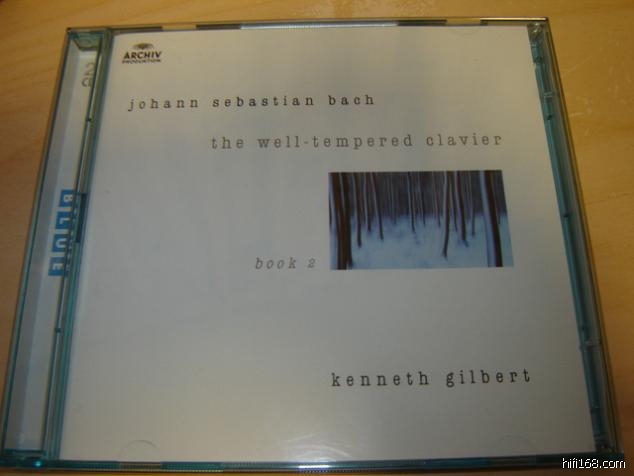 ARCHIV
PRODUKTION
johann sebastian bach
the well-tempered clavier
book 2
kenneth gilbert
BLUE
hifi168.com